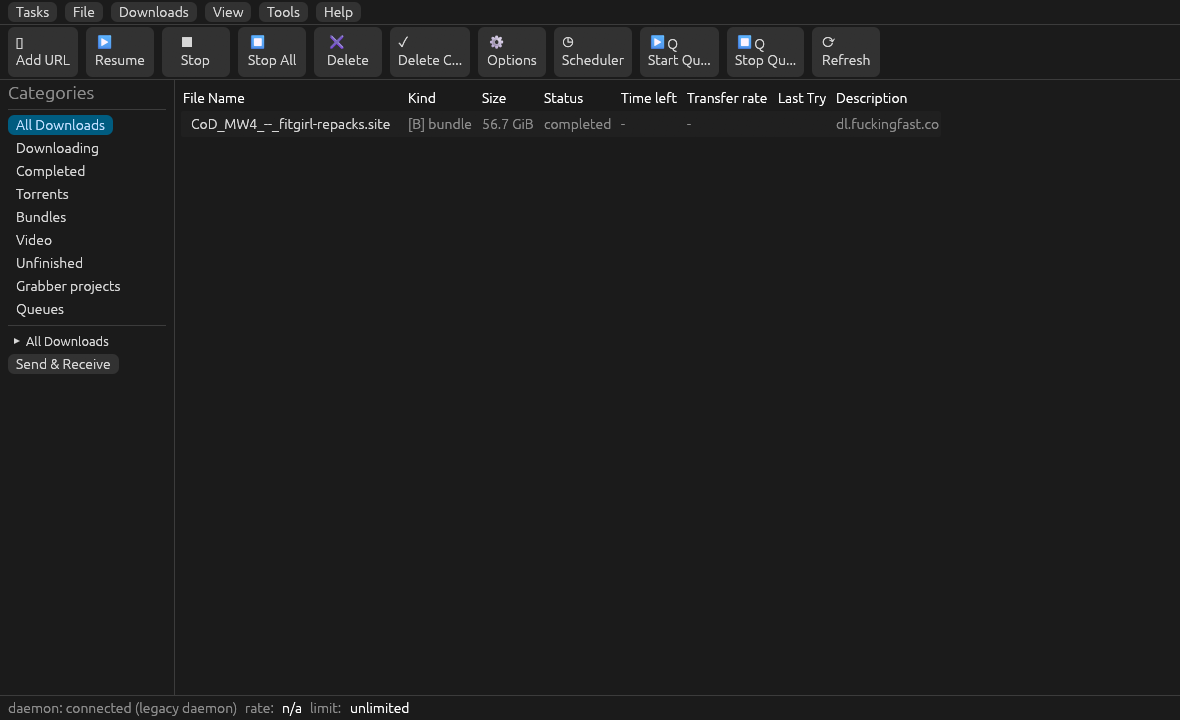 Tasks File Downloads View Tools Help
Add URL Resume Stop Stop All Delete Delete C... Options Scheduler Q Start Qu... Q Stop Qu... Refresh
Categories
All Downloads
Downloading
Completed
Torrents
Bundles
Video
Unfinished
Grabber projects
Queues
All Downloads
Send & Receive
File Name Kind Size Status Time left Transfer rate Last Try Description
CoD_MW4_--_fitgirl-repacks.site [B] bundle 56.7 GiB completed - - dl.fuckingfast.co
daemon: connected (legacy daemon) rate: n/a limit: unlimited